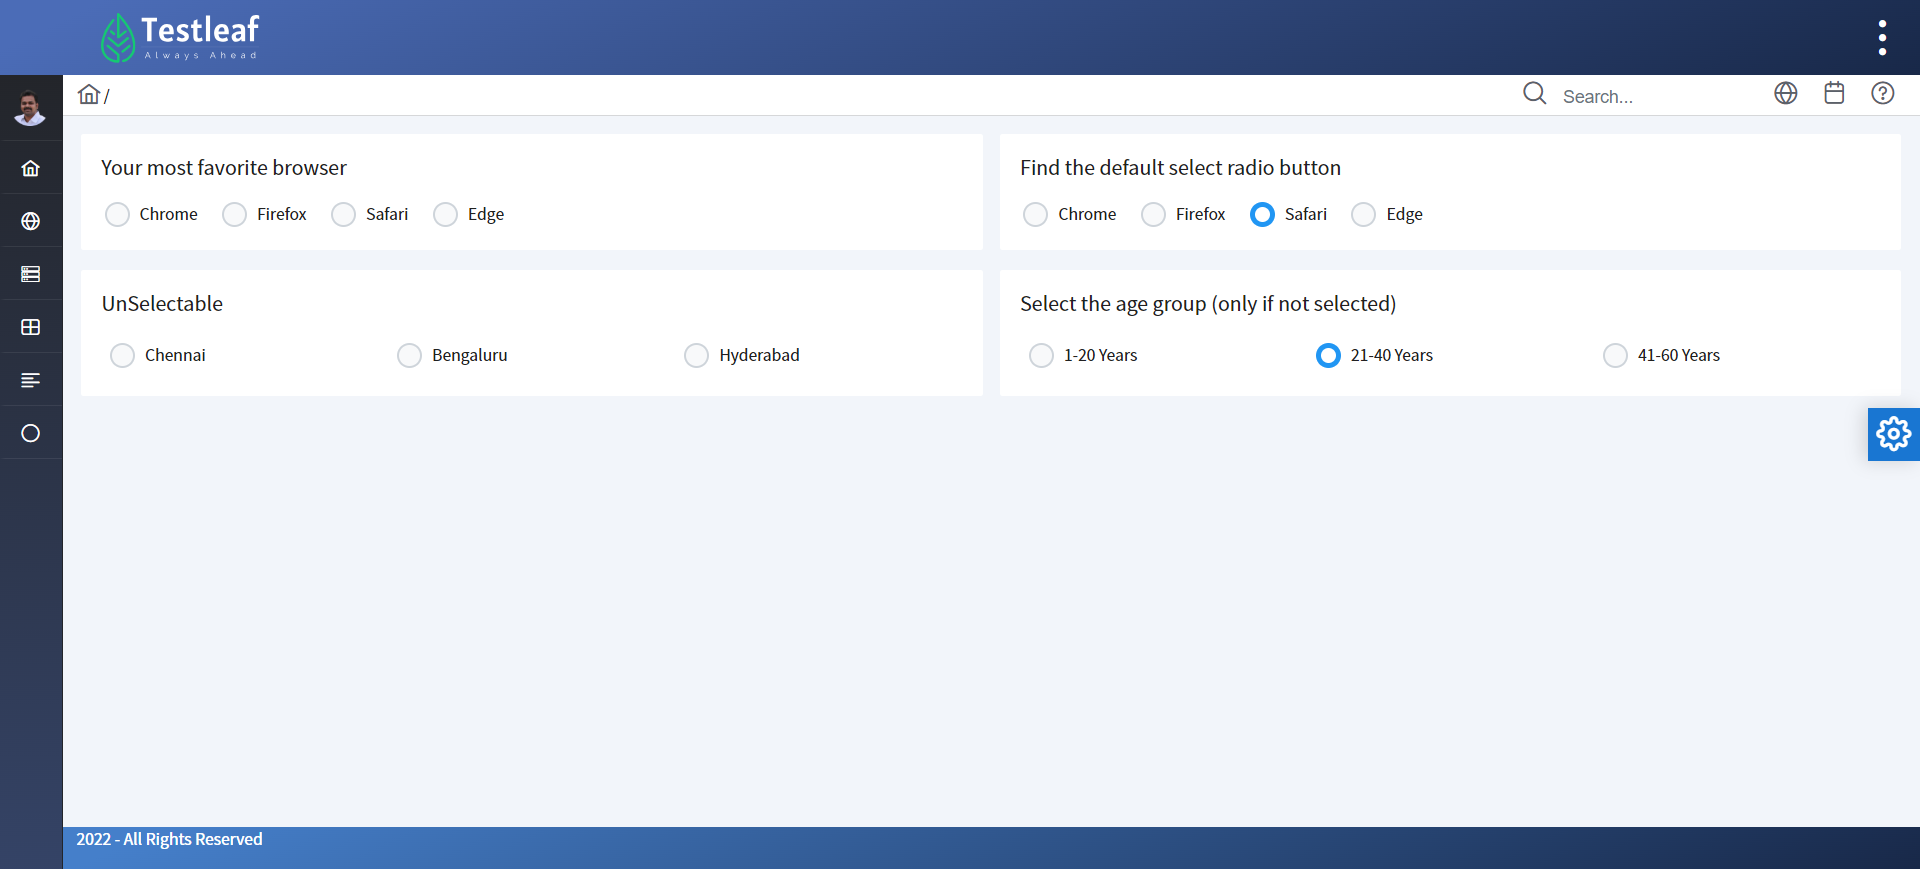 Testleaf
Always Ahead
/
Search...
Your most favorite browser
Chrome Firefox Safari Edge
Find the default select radio button
Chrome Firefox Safari Edge
UnSelectable
Chennai Bengaluru Hyderabad
Select the age group (only if not selected)
1-20 Years 21-40 Years 41-60 Years
2022 - All Rights Reserved